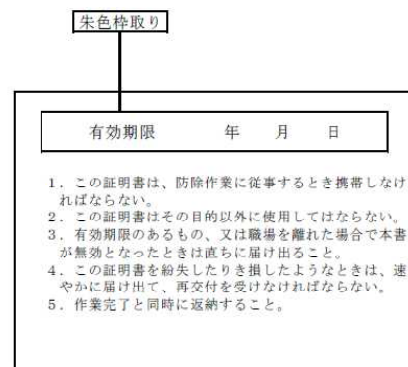 朱色枠取り
有効期限　　年　月　日
1．この証明書は、防除作業に従事するとき携帯しなけ
ればならない。
2．この証明書はその目的以外に使用してはならない。
3．有効期限のあるもの、又は職場を離れた場合で本書
が無効となったときは直ちに届け出ること。
4．この証明書を紛失したりき損したようなときは、速
やかに届け出て、再交付を受けなければならない。
5．作業完了と同時に返納すること。